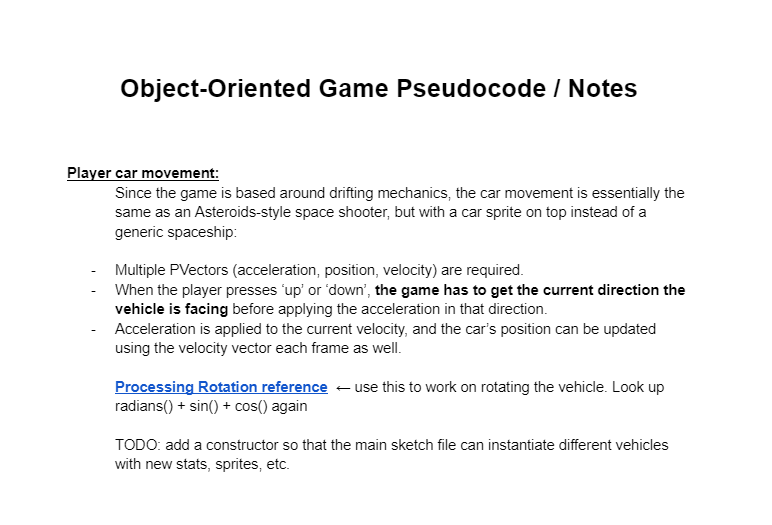 Object-Oriented Game Pseudocode / Notes
Player car movement:
Since the game is based around drifting mechanics, the car movement is essentially the
same as an Asteroids-style space shooter, but with a car sprite on top instead of a
generic spaceship:
- Multiple PVectors (acceleration, position, velocity) are required.
- When the player presses ‘up’ or ‘down’, the game has to get the current direction the
vehicle is facing before applying the acceleration in that direction.
- Acceleration is applied to the current velocity, and the car’s position can be updated
using the velocity vector each frame as well.
Processing Rotation reference ← use this to work on rotating the vehicle. Look up
radians() + sin() + cos() again
TODO: add a constructor so that the main sketch file can instantiate different vehicles
with new stats, sprites, etc.